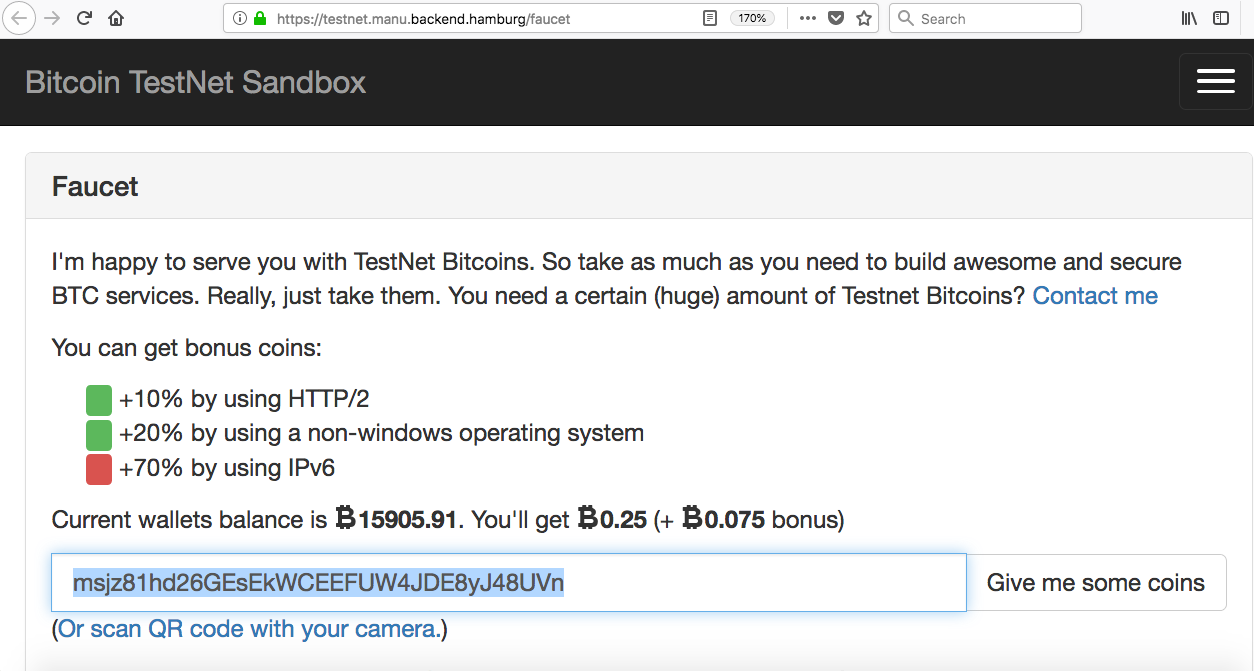 https://testnet.manu.backend.hamburg/faucet
170%
Search
Bitcoin TestNet Sandbox
Faucet
I'm happy to serve you with TestNet Bitcoins. So take as much as you need to build awesome and secure
BTC services. Really, just take them. You need a certain (huge) amount of Testnet Bitcoins? Contact me
You can get bonus coins:
+10% by using HTTP/2
+20% by using a non-windows operating system
+70% by using IPv6
Current wallets balance is ₿15905.91. You'll get ₿0.25 (+ ₿0.075 bonus)
msjz81hd26GEsEkWCEEFUW4JDE8yJ48UVn
Give me some coins
(Or scan QR code with your camera.)